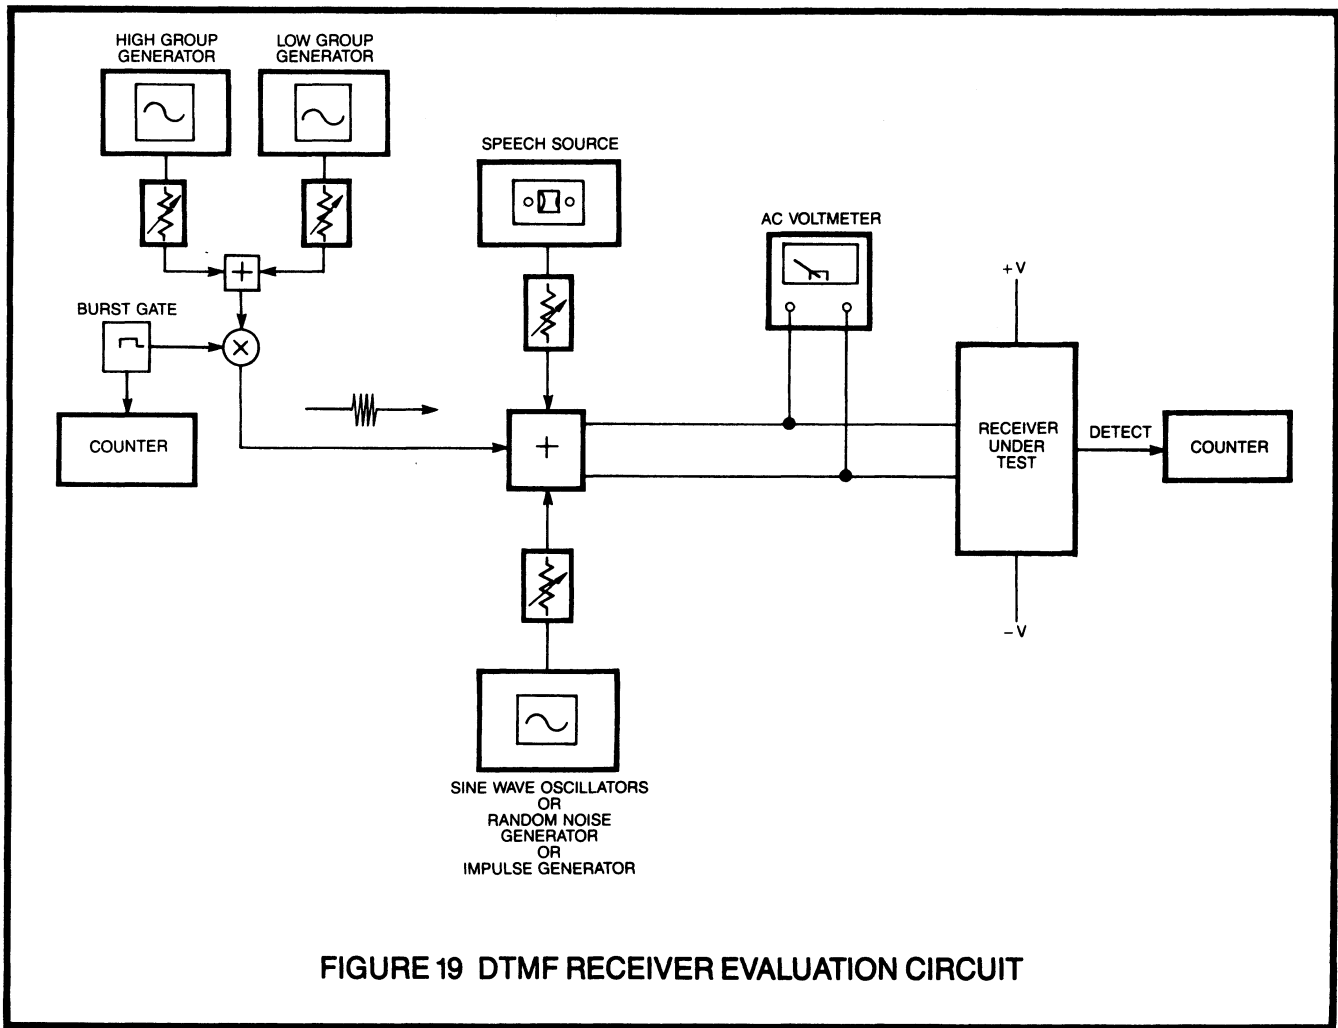 HIGH GROUP
GENERATOR
LOW GROUP
GENERATOR
SPEECH SOURCE
AC VOLTMETER
+V
BURST GATE
COUNTER
RECEIVER
UNDER
TEST
DETECT
COUNTER
−V
SINE WAVE OSCILLATORS
OR
RANDOM NOISE
GENERATOR
OR
IMPULSE GENERATOR
FIGURE 19 DTMF RECEIVER EVALUATION CIRCUIT